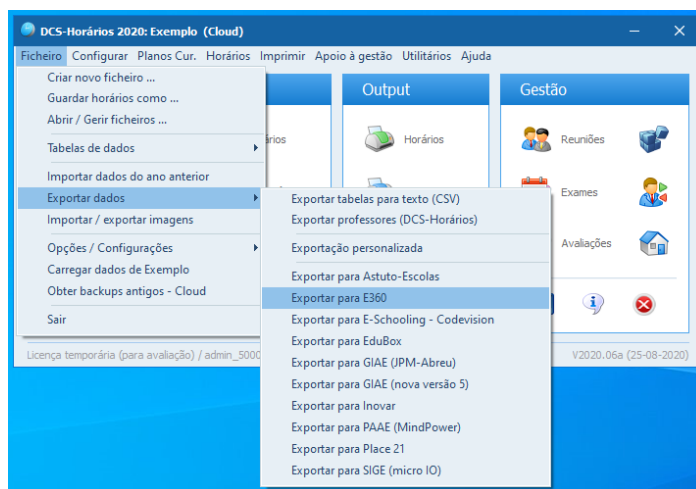 DCS-Horários 2020: Exemplo (Cloud)
Ficheiro Configurar Planos Cur. Horários Imprimir Apoio à gestão Utilitários Ajuda
Criar novo ficheiro ...
Guardar horários como ...
Abrir / Gerir ficheiros ...
Tabelas de dados
Importar dados do ano anterior
Exportar dados
Importar / exportar imagens
Opções / Configurações
Carregar dados de Exemplo
Obter backups antigos - Cloud
Sair
Output
Gestão
Horários
Reuniões
Exames
Avaliações
Exportar tabelas para texto (CSV)
Exportar professores (DCS-Horários)
Exportação personalizada
Exportar para Astuto-Escolas
Exportar para E360
Exportar para E-Schooling - Codevision
Exportar para EduBox
Exportar para GIAE (JPM-Abreu)
Exportar para GIAE (nova versão 5)
Exportar para Inovar
Exportar para PAAE (MindPower)
Exportar para Place 21
Exportar para SIGE (micro IO)
Licença temporária (para avaliação) / admin_5000
V2020.06a (25-08-2020)